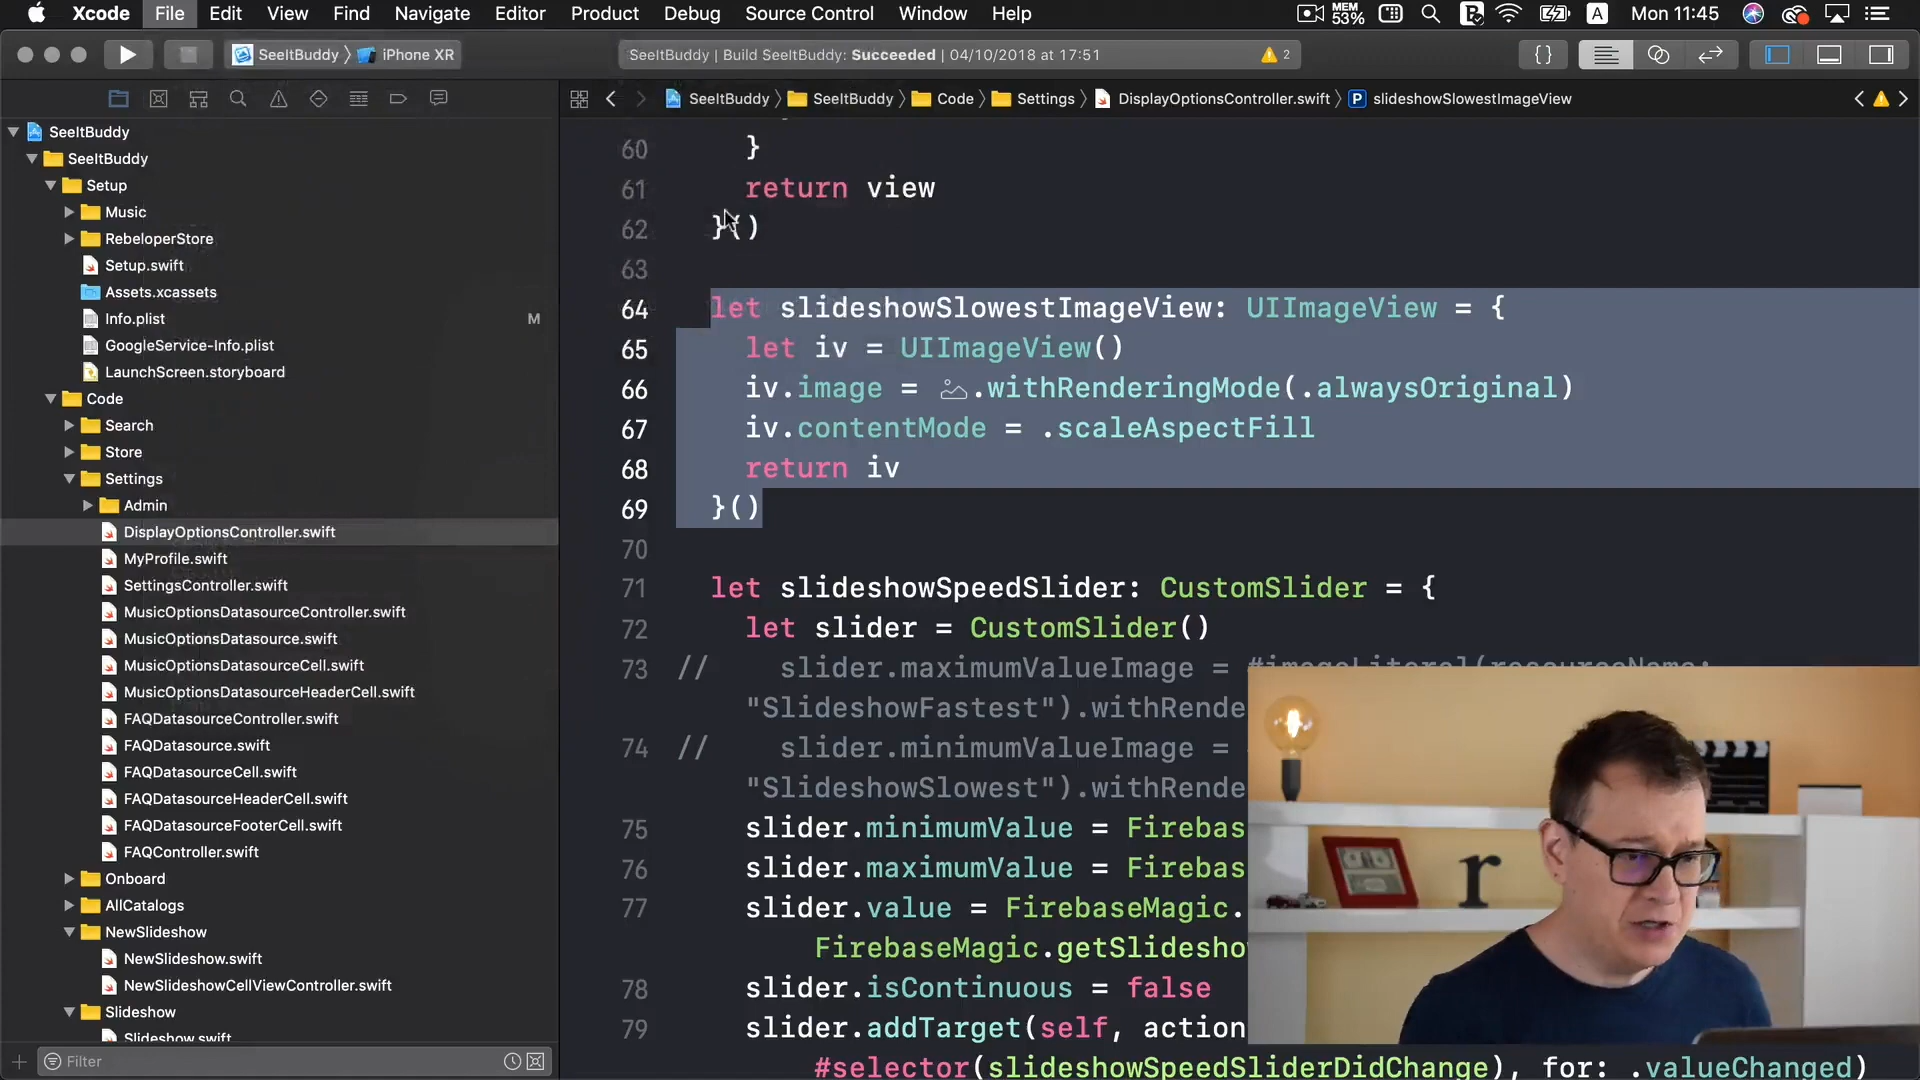 Xcode File Edit View Find Navigate Editor Product Debug Source Control Window Help MEM 53% A Mon 11:45
SeeItBuddy iPhone XR SeeItBuddy | Build SeeItBuddy: Succeeded | 04/10/2018 at 17:51 2 {}
SeeItBuddy SeeItBuddy Code Settings DisplayOptionsController.swift P slideshowSlowestImageView
SeeItBuddy
SeeItBuddy
Setup
Music
RebeloperStore
Setup.swift
Assets.xcassets
Info.plist M
GoogleService-Info.plist
LaunchScreen.storyboard
Code
Search
Store
Settings
Admin
DisplayOptionsController.swift
MyProfile.swift
SettingsController.swift
MusicOptionsDatasourceController.swift
MusicOptionsDatasource.swift
MusicOptionsDatasourceCell.swift
MusicOptionsDatasourceHeaderCell.swift
FAQDatasourceController.swift
FAQDatasource.swift
FAQDatasourceCell.swift
FAQDatasourceHeaderCell.swift
FAQDatasourceFooterCell.swift
FAQController.swift
Onboard
AllCatalogs
NewSlideshow
NewSlideshow.swift
NewSlideshowCellViewController.swift
Slideshow
Slideshow.swift
Filter
60 }
61 return view
62 }()
63
64 let slideshowSlowestImageView: UIImageView = {
65 let iv = UIImageView()
66 iv.image = .withRenderingMode(.alwaysOriginal)
67 iv.contentMode = .scaleAspectFill
68 return iv
69 }()
70
71 let slideshowSpeedSlider: CustomSlider = {
72 let slider = CustomSlider()
73 // slider.maximumValueImage = #imageLiteral(resourceName:
"SlideshowFastest").withRende
74 // slider.minimumValueImage =
"SlideshowSlowest").withRende
75 slider.minimumValue = Firebas
76 slider.maximumValue = Firebas
77 slider.value = FirebaseMagic.
FirebaseMagic.getSlidesho
78 slider.isContinuous = false
79 slider.addTarget(self, action
#selector(slideshowSpeedSliderDidChange), for: .valueChanged)
r